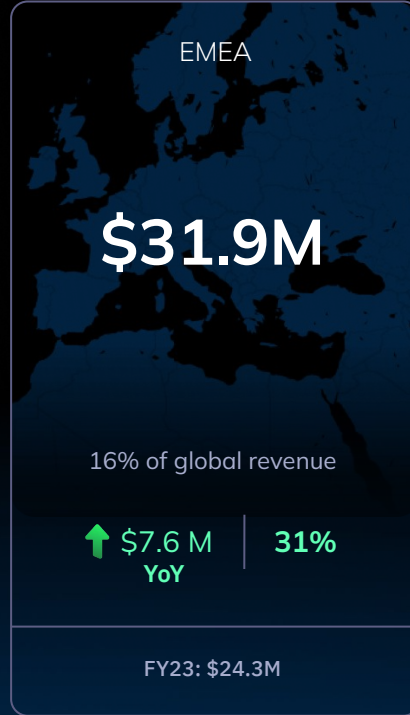 EMEA
$31.9M
16% of global revenue
$7.6 M
31%
YoY
FY23: $24.3M